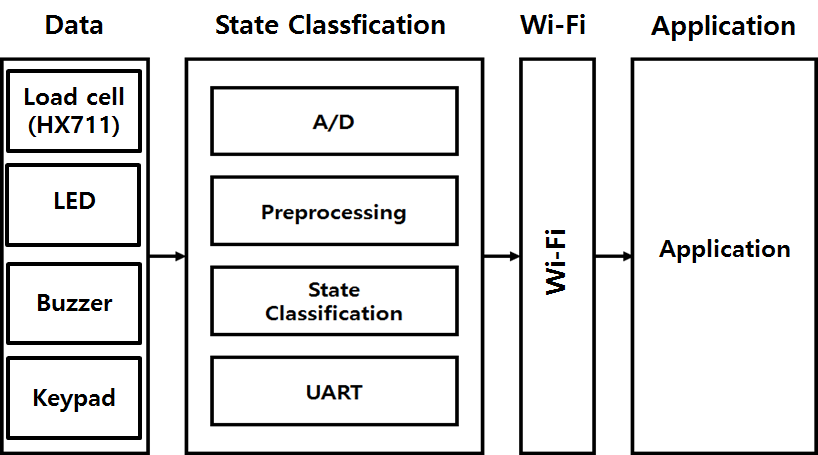 Data
State Classfication
Wi-Fi
Application
Load cell
(HX711)
LED
Buzzer
Keypad
A/D
Preprocessing
State
Classification
UART
Wi-Fi
Application